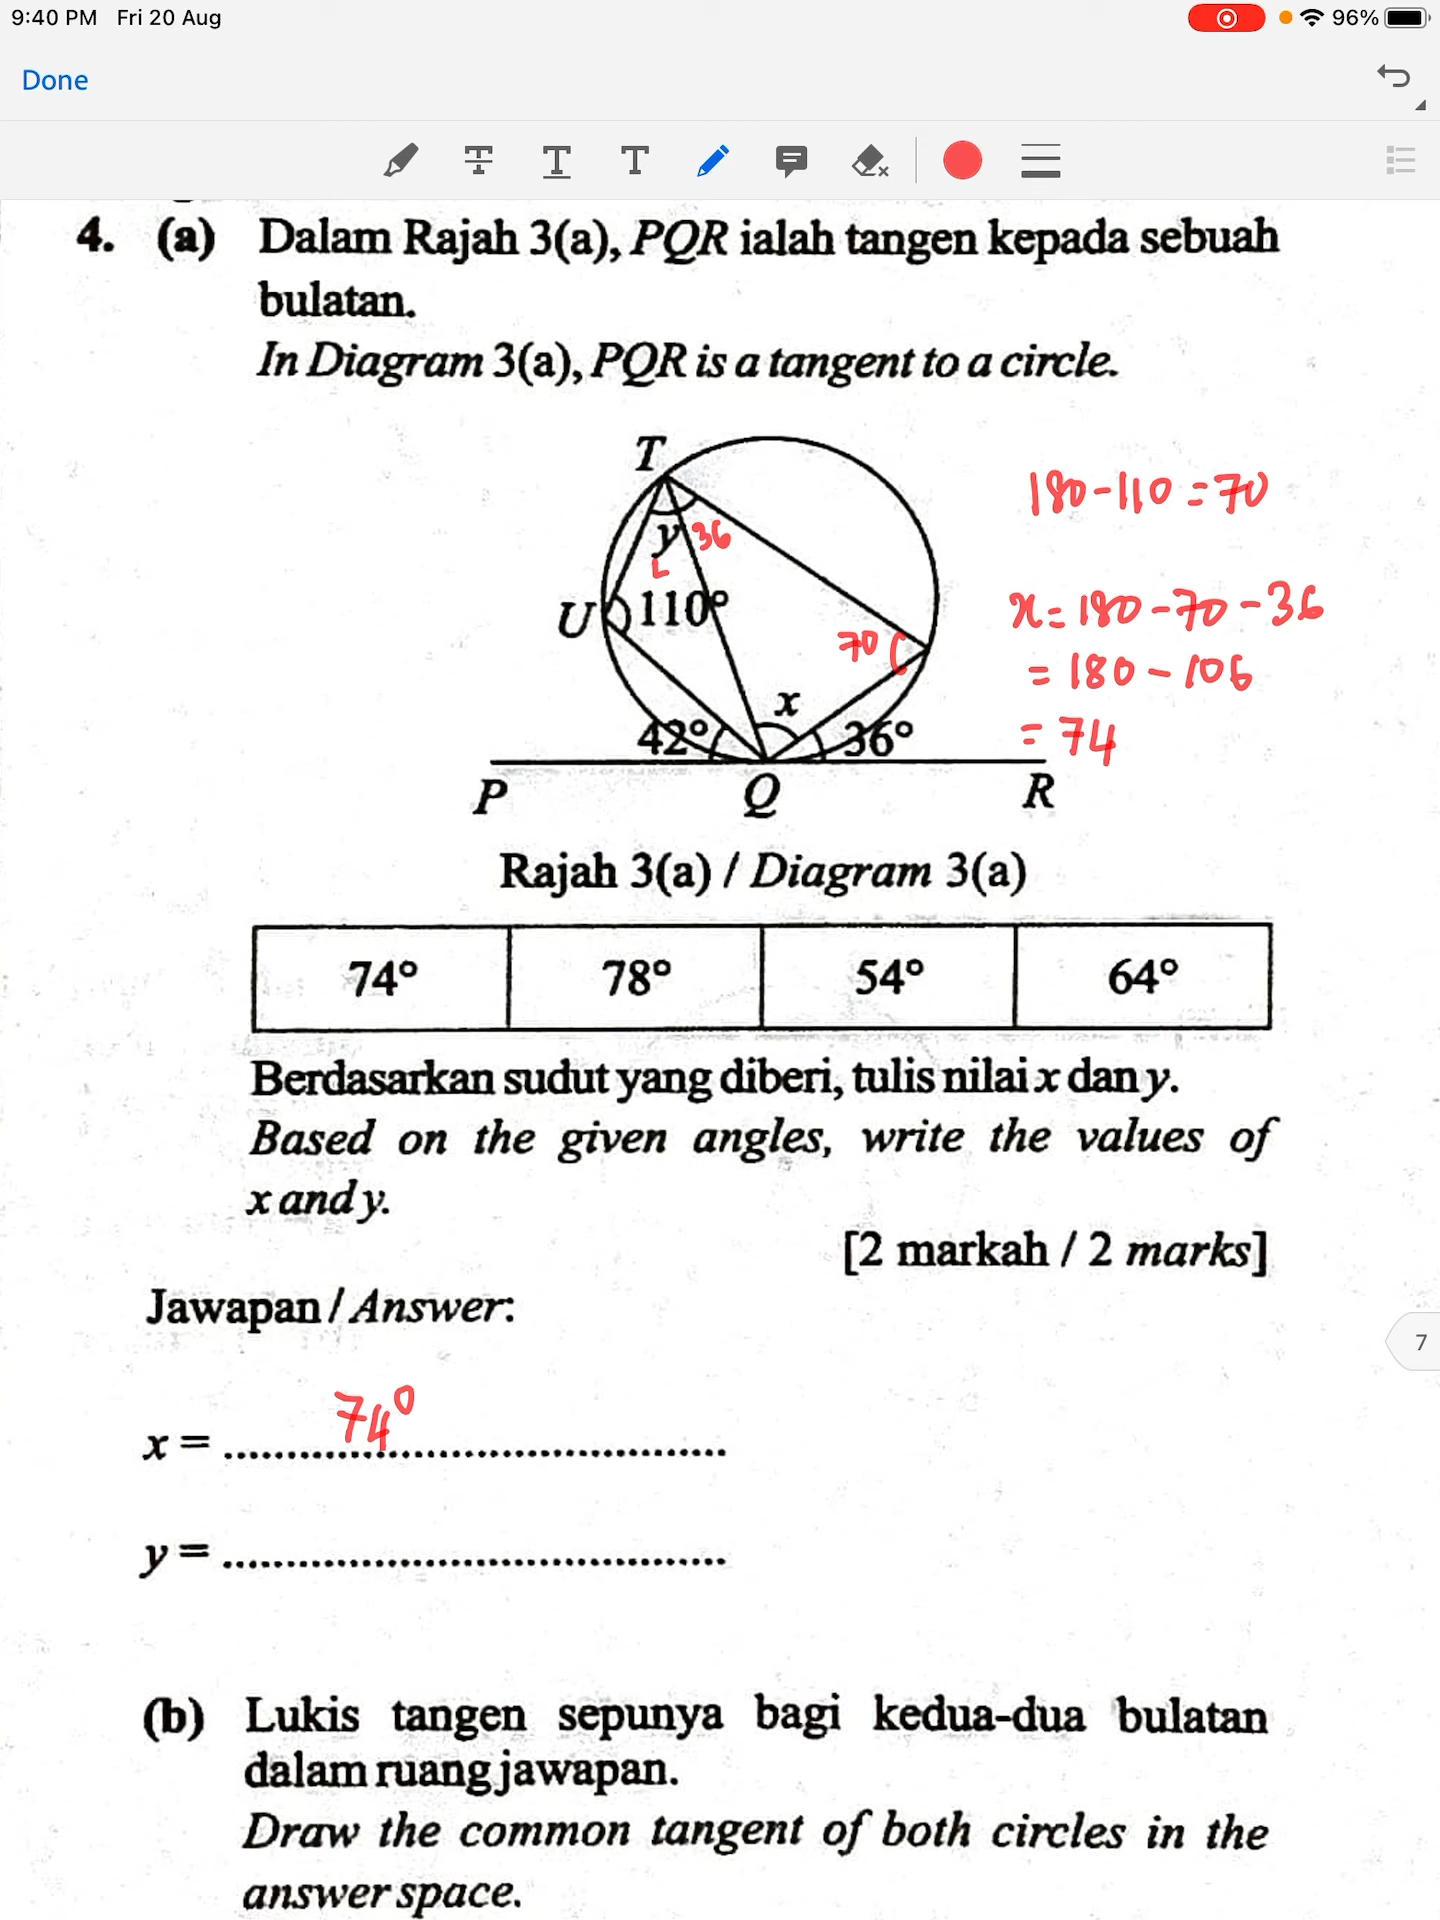 9:40 PM Fri 20 Aug 96%
Done
4. (a) Dalam Rajah 3(a), PQR ialah tangen kepada sebuah
bulatan.
In Diagram 3(a), PQR is a tangent to a circle.
T
180-110=70
y 36
U 110°
x=180-70-36
70
=180-106
x
42° 36°
=74
P Q R
Rajah 3(a) / Diagram 3(a)
74° 78° 54° 64°
Berdasarkan sudut yang diberi, tulis nilai x dan y.
Based on the given angles, write the values of
x and y.
[2 markah / 2 marks]
Jawapan / Answer:
7
x = 74°
y =
(b) Lukis tangen sepunya bagi kedua-dua bulatan
dalam ruang jawapan.
Draw the common tangent of both circles in the
answer space.